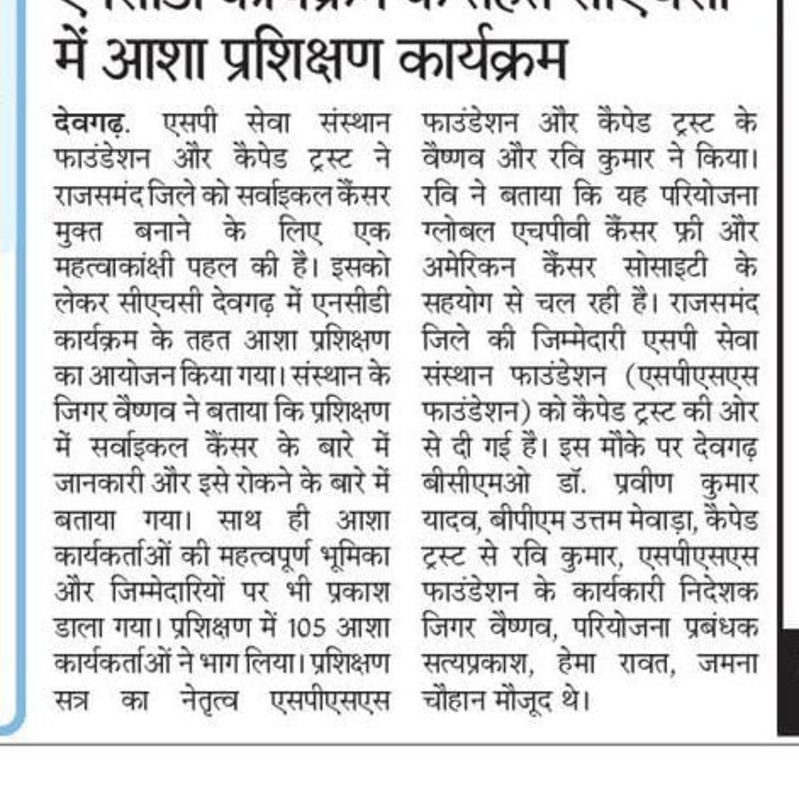 में आशा प्रशिक्षण कार्यक्रम
देवगढ़. एसपी सेवा संस्थान
फाउंडेशन और कैपेड ट्रस्ट ने
राजसमंद जिले को सर्वाइकल कैंसर
मुक्त बनाने के लिए एक
महत्वाकांक्षी पहल की है। इसको
लेकर सीएचसी देवगढ़ में एनसीडी
कार्यक्रम के तहत आशा प्रशिक्षण
का आयोजन किया गया। संस्थान के
जिगर वैष्णव ने बताया कि प्रशिक्षण
में सर्वाइकल कैंसर के बारे में
जानकारी और इसे रोकने के बारे में
बताया गया। साथ ही आशा
कार्यकर्ताओं की महत्वपूर्ण भूमिका
और जिम्मेदारियों पर भी प्रकाश
डाला गया। प्रशिक्षण में 105 आशा
कार्यकर्ताओं ने भाग लिया। प्रशिक्षण
सत्र का नेतृत्व एसपीएसएस
फाउंडेशन और कैपेड ट्रस्ट के
वैष्णव और रवि कुमार ने किया।
रवि ने बताया कि यह परियोजना
ग्लोबल एचपीवी कैंसर फ्री और
अमेरिकन कैंसर सोसाइटी के
सहयोग से चल रही है। राजसमंद
जिले की जिम्मेदारी एसपी सेवा
संस्थान फाउंडेशन (एसपीएसएस
फाउंडेशन) को कैपेड ट्रस्ट की ओर
से दी गई है। इस मौके पर देवगढ़
बीसीएमओ डॉ. प्रवीण कुमार
यादव, बीपीएम उत्तम मेवाड़ा, कैपेड
ट्रस्ट से रवि कुमार, एसपीएसएस
फाउंडेशन के कार्यकारी निदेशक
जिगर वैष्णव, परियोजना प्रबंधक
सत्यप्रकाश, हेमा रावत, जमना
चौहान मौजूद थे।